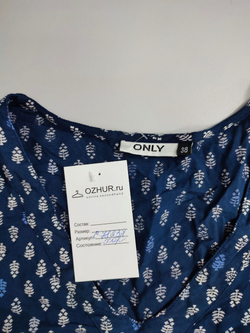 ONLY
38
OZHUR.ru
Состав:
Размер:
Артикул:
Состояние: